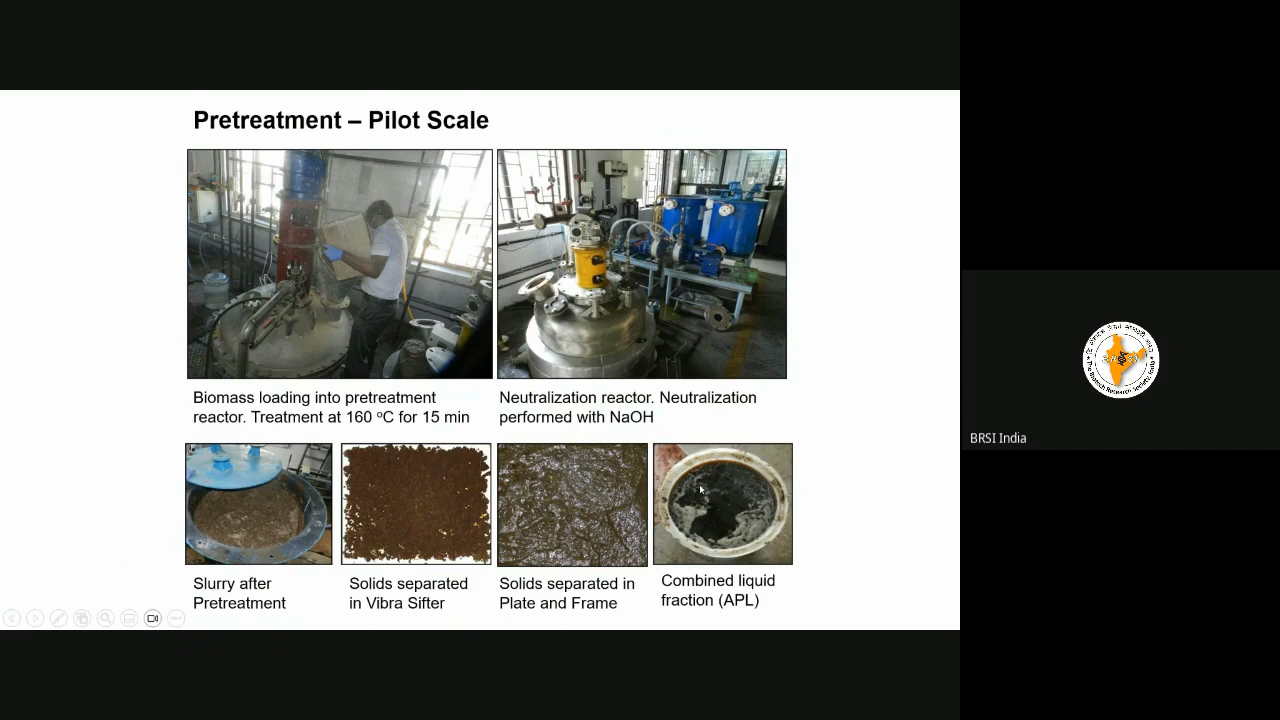 Pretreatment – Pilot Scale
Biomass loading into pretreatment
reactor. Treatment at 160 ºC for 15 min
Neutralization reactor. Neutralization
performed with NaOH
Slurry after
Pretreatment
Solids separated
in Vibra Sifter
Solids separated in
Plate and Frame
Combined liquid
fraction (APL)
BRSI India